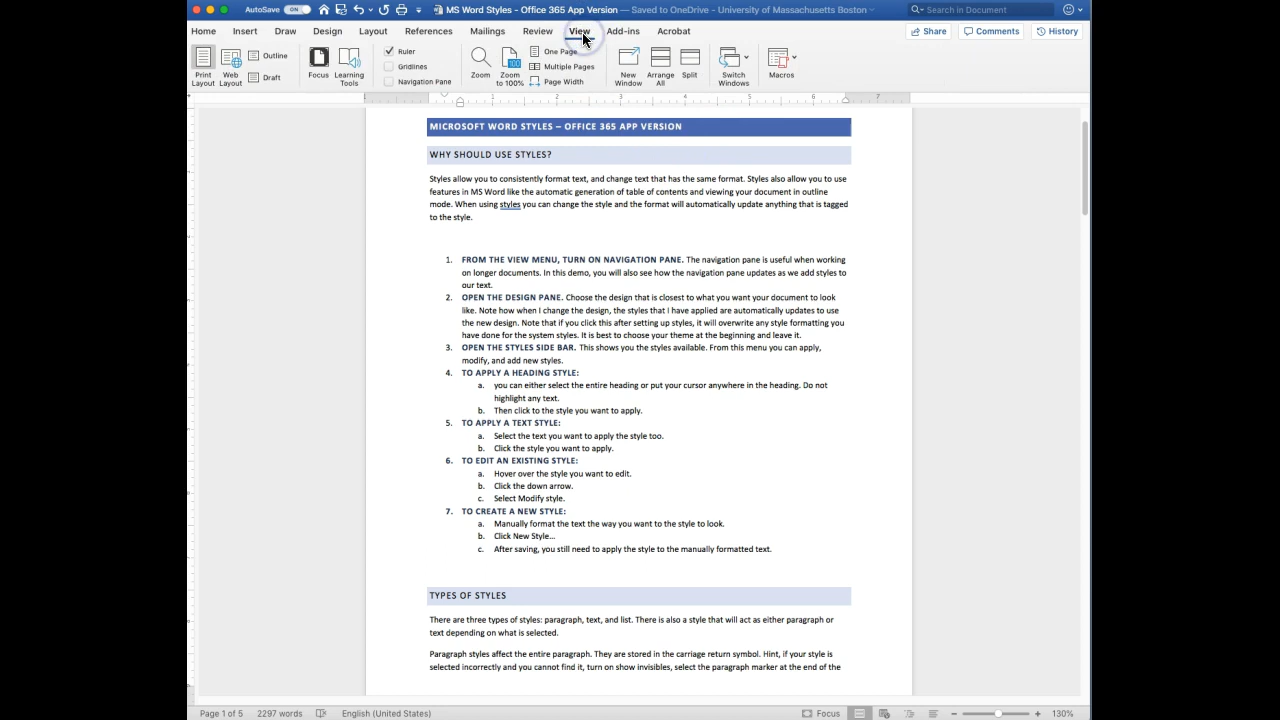 AutoSave ON MS Word Styles - Office 365 App Version — Saved to OneDrive - University of Massachusetts Boston Search in Document
Home Insert Draw Design Layout References Mailings Review View Add-ins Acrobat Share Comments History
Print Layout
Web Layout
Outline
Draft
Focus
Learning Tools
Ruler
Gridlines
Navigation Pane
Zoom
Zoom to 100%
One Page
Multiple Pages
Page Width
New Window
Arrange All
Split
Switch Windows
Macros
1 1 2 3 4 5 6 7
MICROSOFT WORD STYLES – OFFICE 365 APP VERSION
WHY SHOULD USE STYLES?
Styles allow you to consistently format text, and change text that has the same format. Styles also allow you to use
features in MS Word like the automatic generation of table of contents and viewing your document in outline
mode. When using styles you can change the style and the format will automatically update anything that is tagged
to the style.
1. FROM THE VIEW MENU, TURN ON NAVIGATION PANE. The navigation pane is useful when working
on longer documents. In this demo, you will also see how the navigation pane updates as we add styles to
our text.
2. OPEN THE DESIGN PANE. Choose the design that is closest to what you want your document to look
like. Note how when I change the design, the styles that I have applied are automatically updates to use
the new design. Note that if you click this after setting up styles, it will overwrite any style formatting you
have done for the system styles. It is best to choose your theme at the beginning and leave it.
3. OPEN THE STYLES SIDE BAR. This shows you the styles available. From this menu you can apply,
modify, and add new styles.
4. TO APPLY A HEADING STYLE:
a. you can either select the entire heading or put your cursor anywhere in the heading. Do not
highlight any text.
b. Then click to the style you want to apply.
5. TO APPLY A TEXT STYLE:
a. Select the text you want to apply the style too.
b. Click the style you want to apply.
6. TO EDIT AN EXISTING STYLE:
a. Hover over the style you want to edit.
b. Click the down arrow.
c. Select Modify style.
7. TO CREATE A NEW STYLE:
a. Manually format the text the way you want to the style to look.
b. Click New Style…
c. After saving, you still need to apply the style to the manually formatted text.
TYPES OF STYLES
There are three types of styles: paragraph, text, and list. There is also a style that will act as either paragraph or
text depending on what is selected.
Paragraph styles affect the entire paragraph. They are stored in the carriage return symbol. Hint, if your style is
selected incorrectly and you cannot find it, turn on show invisibles, select the paragraph marker at the end of the
Page 1 of 5 2297 words English (United States) Focus 130%